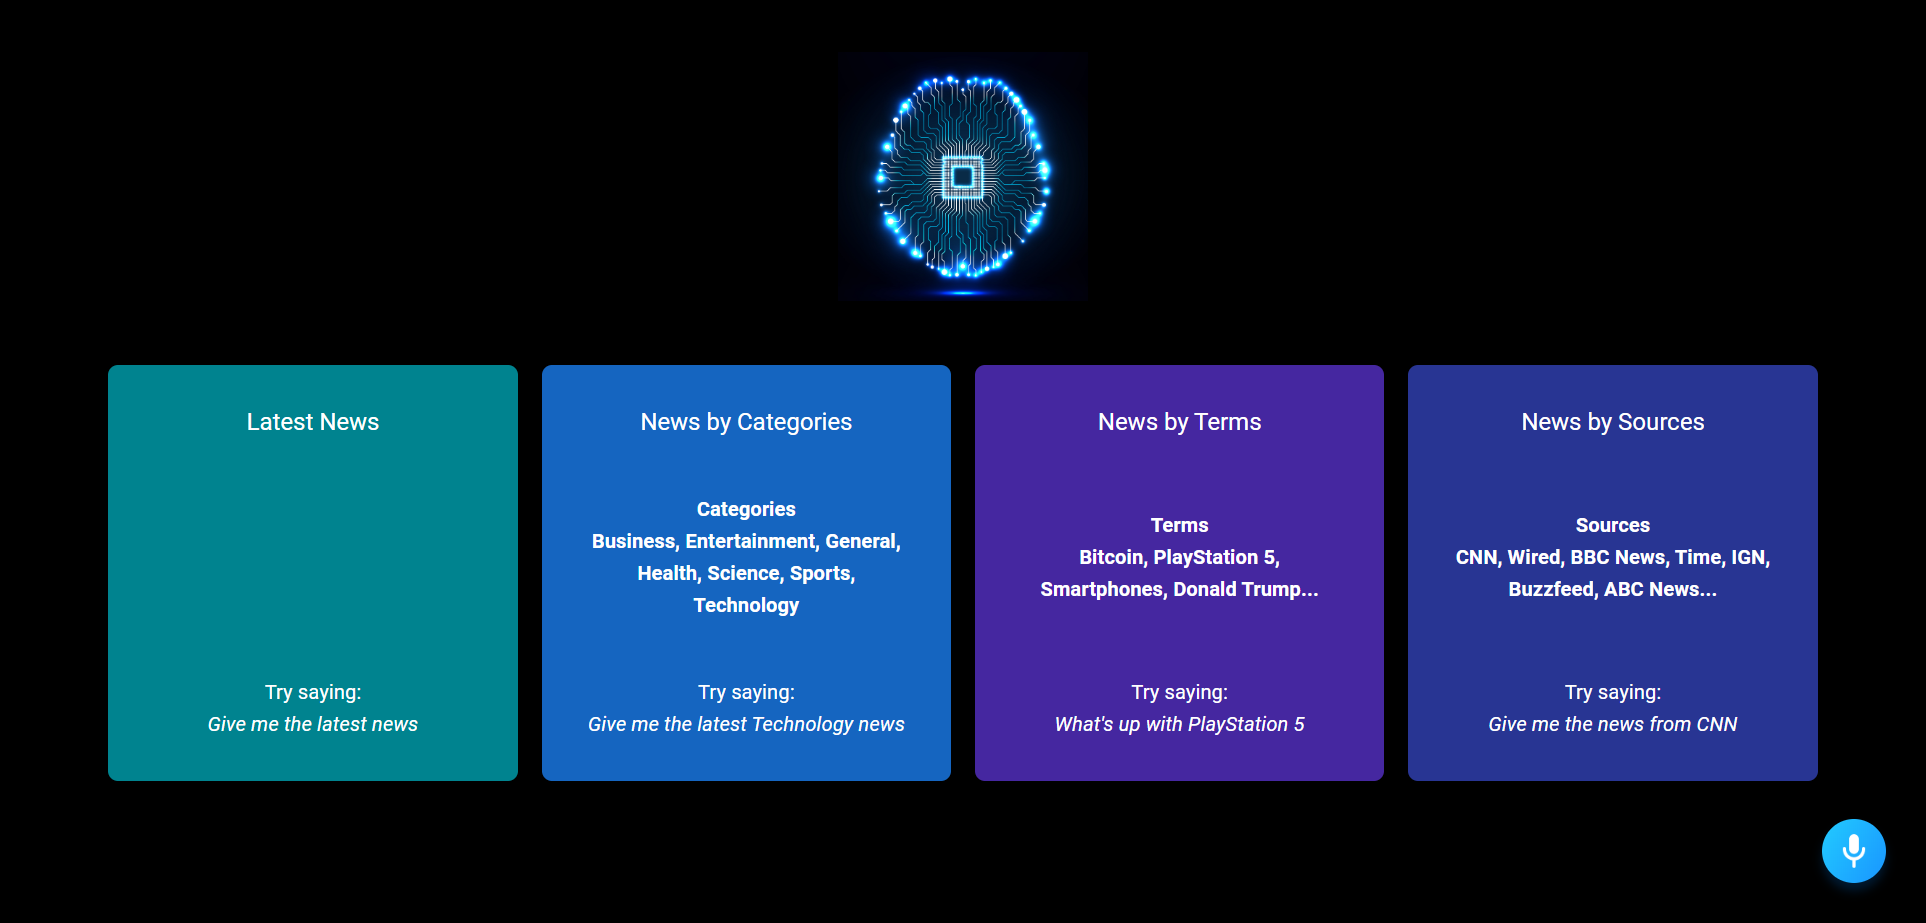 Latest News
Try saying:
Give me the latest news
News by Categories
Categories
Business, Entertainment, General,
Health, Science, Sports,
Technology
Try saying:
Give me the latest Technology news
News by Terms
Terms
Bitcoin, PlayStation 5,
Smartphones, Donald Trump...
Try saying:
What's up with PlayStation 5
News by Sources
Sources
CNN, Wired, BBC News, Time, IGN,
Buzzfeed, ABC News...
Try saying:
Give me the news from CNN